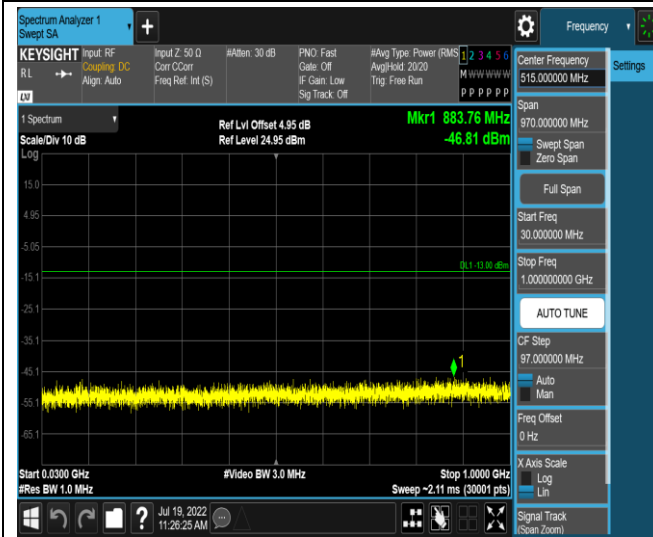 Spectrum Analyzer 1
Swept SA
Frequency
KEYSIGHT
RL
LXI
Input: RF
Coupling: DC
Align: Auto
Input Z: 50 Ω
Corr CCorr
Freq Ref: Int (S)
#Atten: 30 dB
PNO: Fast
Gate: Off
IF Gain: Low
Sig Track: Off
#Avg Type: Power (RMS
Avg|Hold: 20/20
Trig: Free Run
1 2 3 4 5 6
M W W W W W
P P P P P P
Center Frequency
515.000000 MHz
Settings
Span
970.000000 MHz
Swept Span
Zero Span
Full Span
Start Freq
30.000000 MHz
Stop Freq
1.000000000 GHz
AUTO TUNE
CF Step
97.000000 MHz
Auto
Man
Freq Offset
0 Hz
X Axis Scale
Log
Lin
Signal Track
(Span Zoom)
1 Spectrum
Scale/Div 10 dB
Log
Ref Lvl Offset 4.95 dB
Ref Level 24.95 dBm
Mkr1 883.76 MHz
-46.81 dBm
15.0
4.95
-5.05
DL1 -13.00 dBm
-15.1
-25.1
-35.1
-45.1
1
-55.1
-65.1
Start 0.0300 GHz
#Res BW 1.0 MHz
#Video BW 3.0 MHz
Stop 1.0000 GHz
Sweep ~2.11 ms (30001 pts)
?
Jul 19, 2022
11:26:25 AM